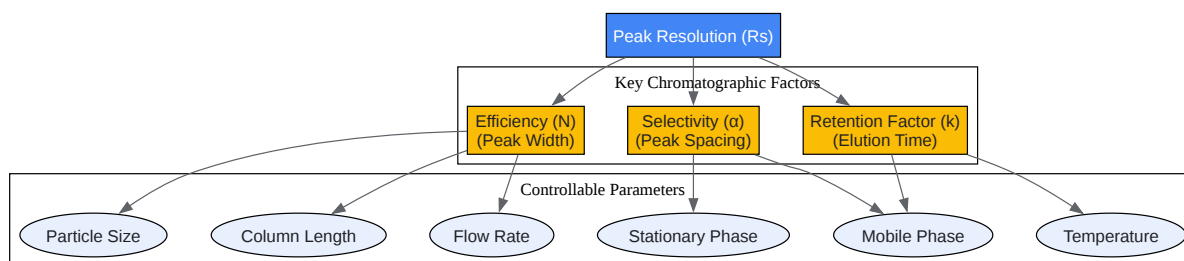 Peak Resolution (Rs)
Key Chromatographic Factors
Efficiency (N)
(Peak Width)
Selectivity (α)
(Peak Spacing)
Retention Factor (k)
(Elution Time)
Controllable Parameters
Particle Size
Column Length
Flow Rate
Stationary Phase
Mobile Phase
Temperature